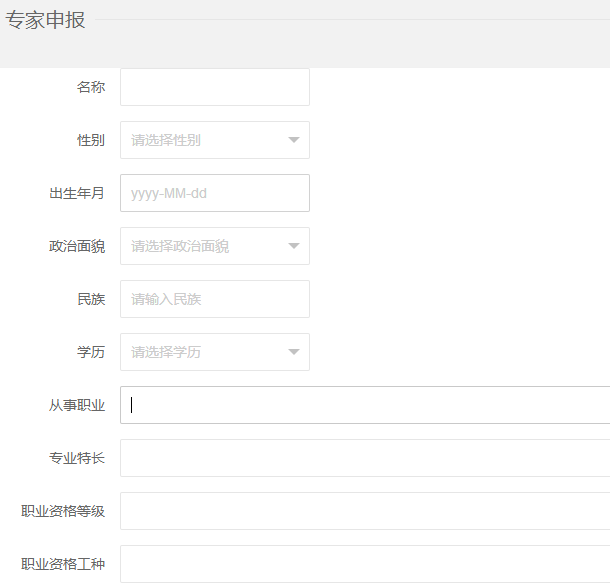 专家申报
名称
性别 请选择性别
出生年月 yyyy-MM-dd
政治面貌 请选择政治面貌
民族 请输入民族
学历 请选择学历
从事职业
专业特长
职业资格等级
职业资格工种